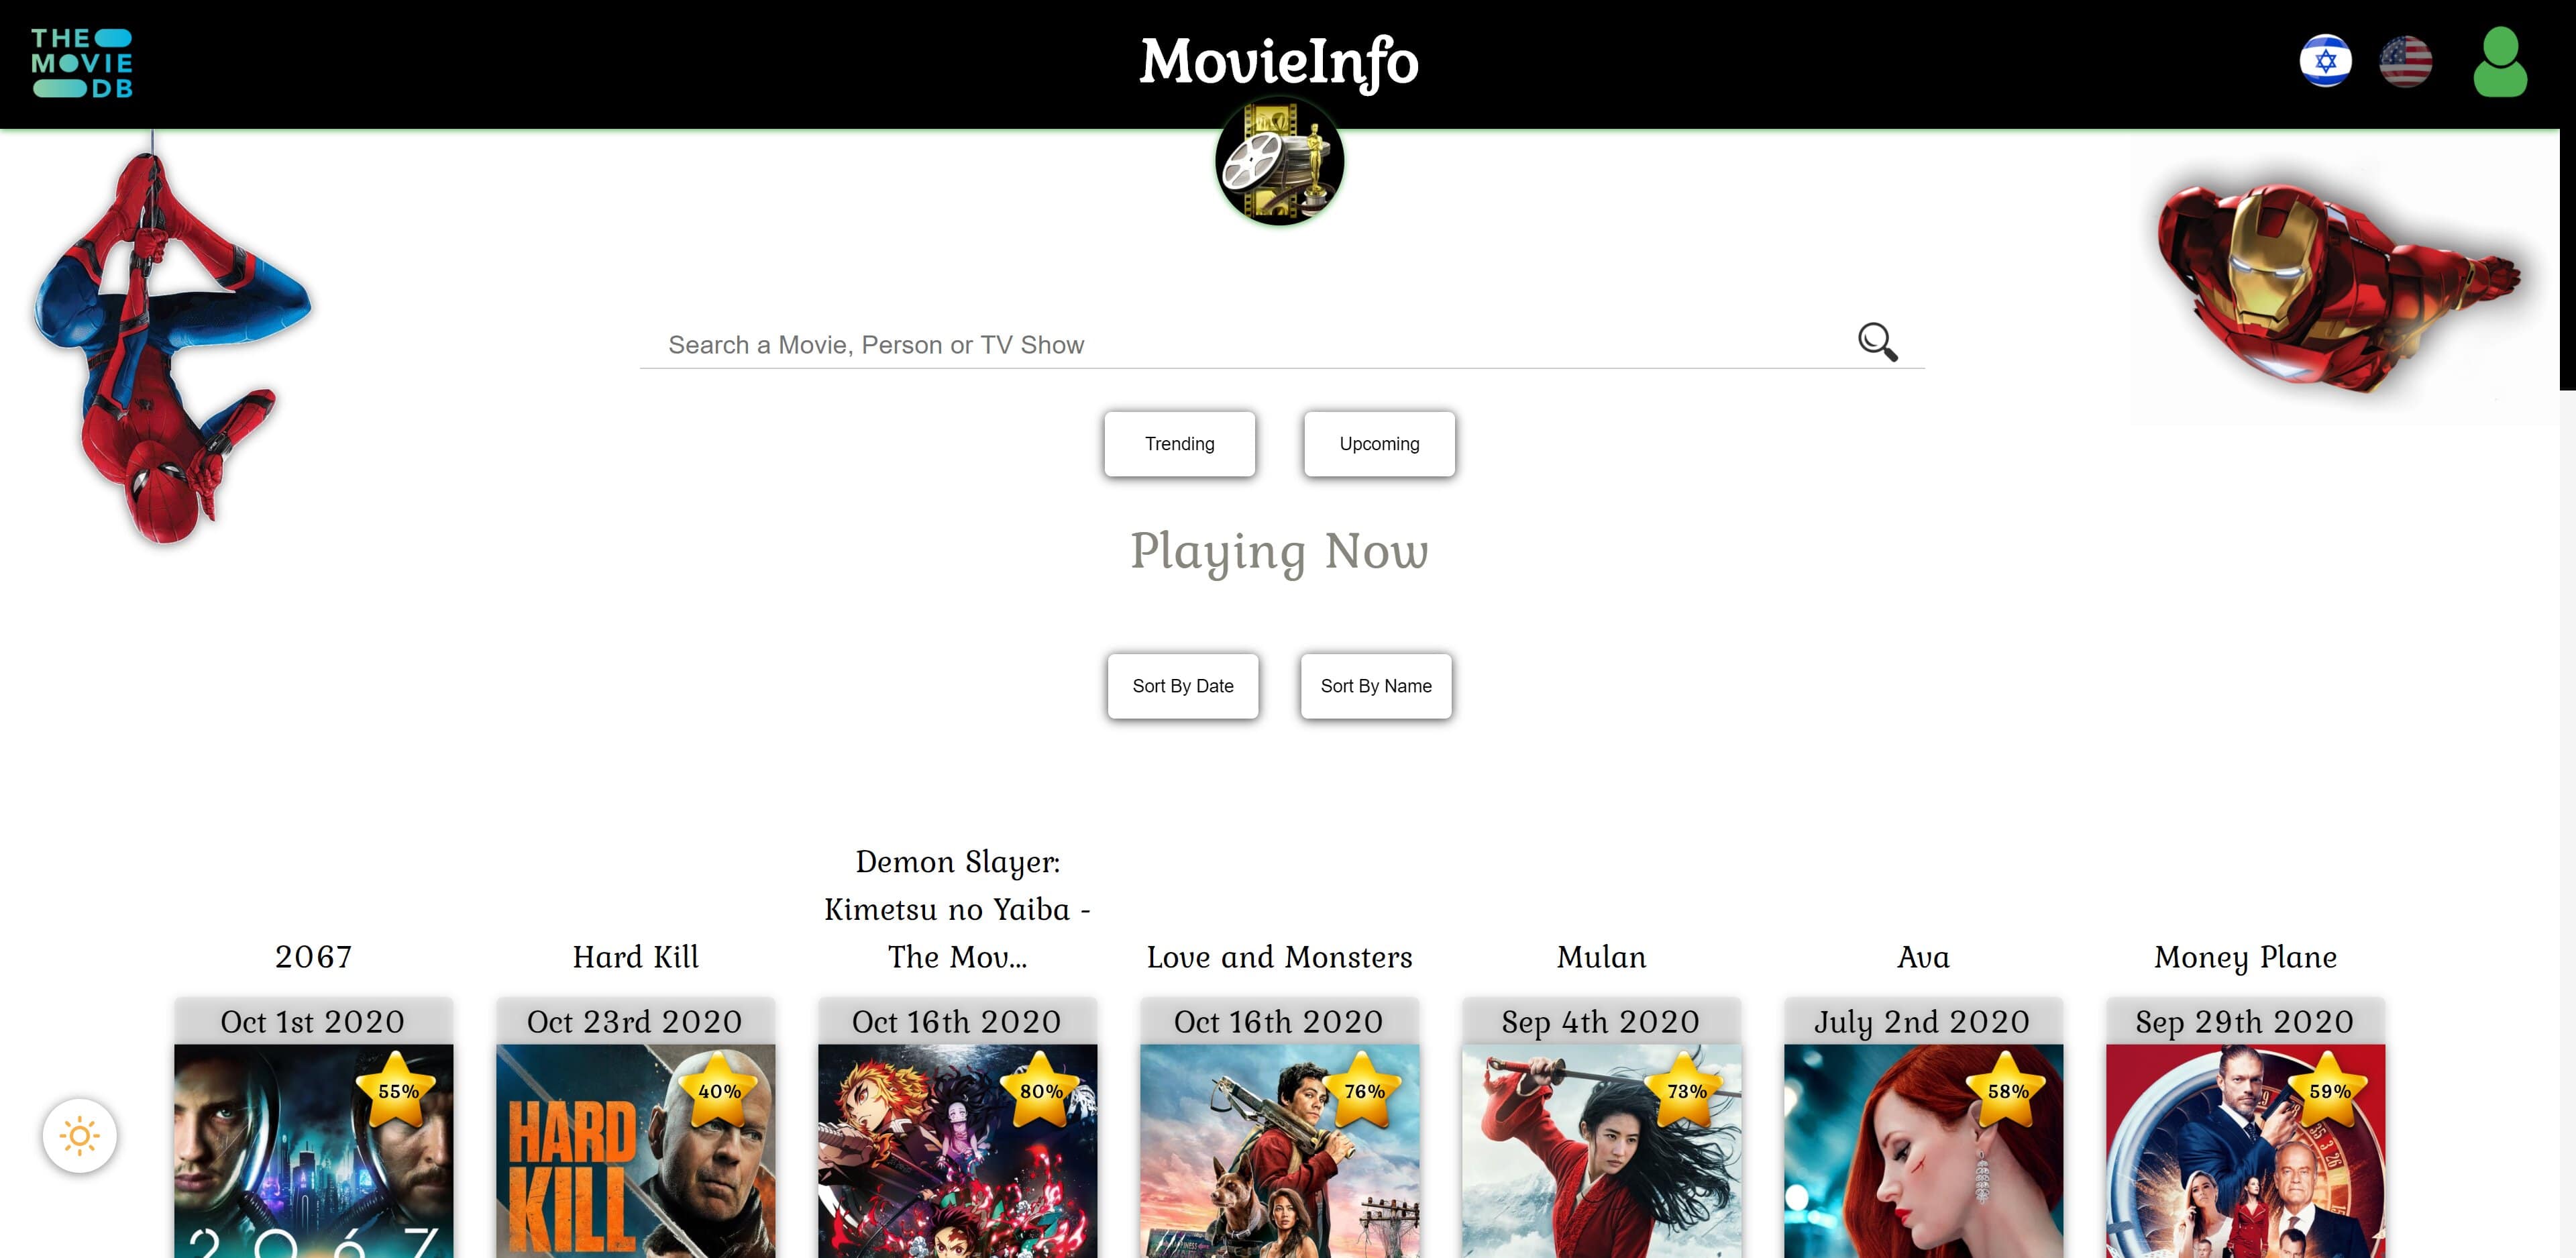 THE
MOVIE
DB
MovieInfo
Search a Movie, Person or TV Show
Trending
Upcoming
Playing Now
Sort By Date
Sort By Name
2067
Hard Kill
Demon Slayer:
Kimetsu no Yaiba -
The Mov...
Love and Monsters
Mulan
Ava
Money Plane
Oct 1st 2020
Oct 23rd 2020
Oct 16th 2020
Oct 16th 2020
Sep 4th 2020
July 2nd 2020
Sep 29th 2020
55%
40%
80%
76%
73%
58%
59%
HARD
KILL
2067